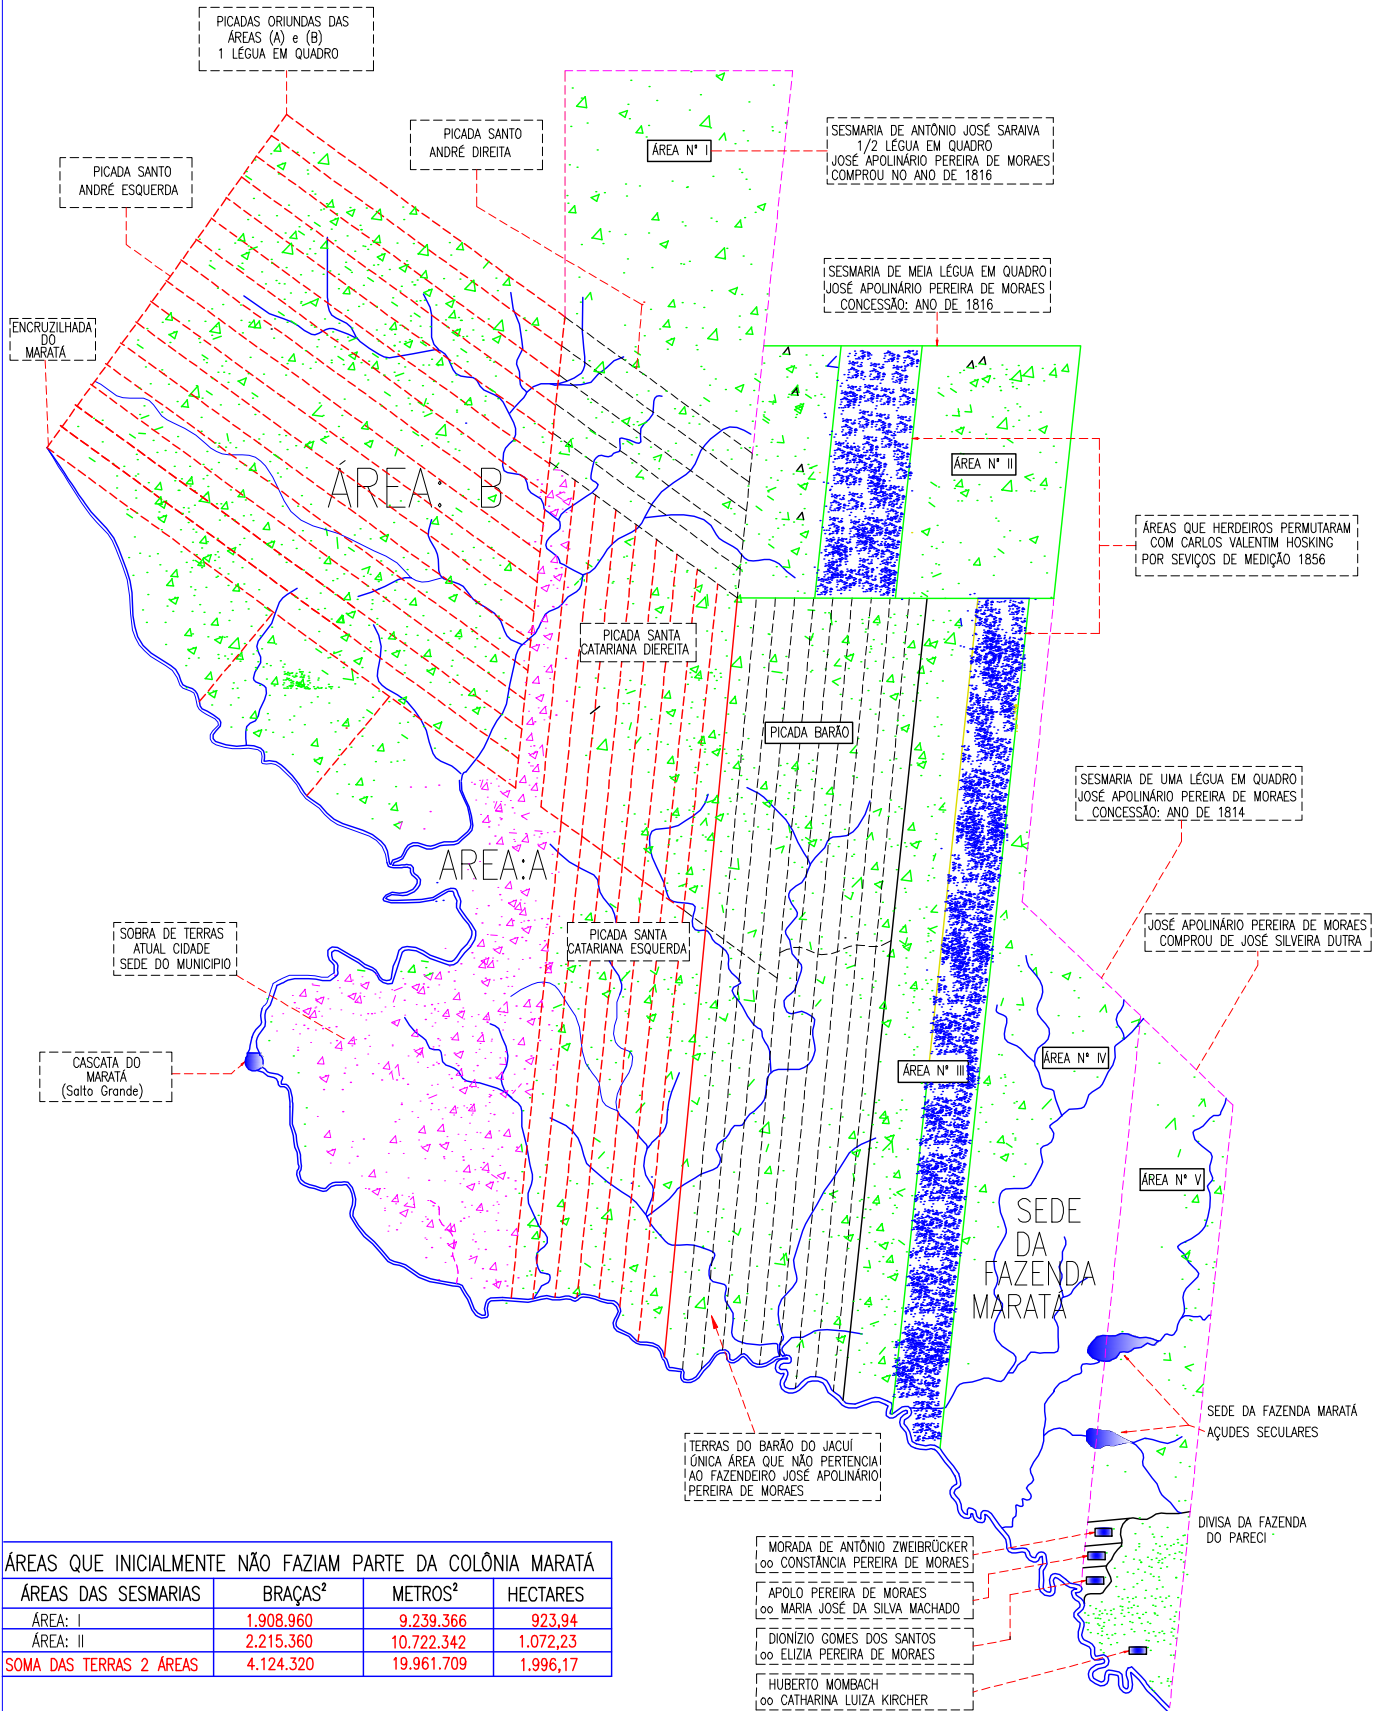 PICADAS ORIUNDAS DAS
ÁREAS (A) e (B)
1 LÉGUA EM QUADRO
PICADA SANTO
ANDRÉ DIREITA
PICADA SANTO
ANDRÉ ESQUERDA
ÁREA N° I
SESMARIA DE ANTÔNIO JOSÉ SARAIVA
1/2 LÉGUA EM QUADRO
JOSÉ APOLINÁRIO PEREIRA DE MORAES
COMPROU NO ANO DE 1816
SESMARIA DE MEIA LÉGUA EM QUADRO
JOSÉ APOLINÁRIO PEREIRA DE MORAES
CONCESSÃO: ANO DE 1816
ENCRUZILHADA
DO
MARATÁ
ÁREA: B
ÁREA N° II
ÁREAS QUE HERDEIROS PERMUTARAM
COM CARLOS VALENTIM HOSKING
POR SEVIÇOS DE MEDIÇÃO 1856
PICADA SANTA
CATARIANA DIEREITA
PICADA BARÃO
SESMARIA DE UMA LÉGUA EM QUADRO
JOSÉ APOLINÁRIO PEREIRA DE MORAES
CONCESSÃO: ANO DE 1814
AREA:A
SOBRA DE TERRAS
ATUAL CIDADE
SEDE DO MUNICIPIO
PICADA SANTA
CATARIANA ESQUERDA
JOSÉ APOLINÁRIO PEREIRA DE MORAES
COMPROU DE JOSÉ SILVEIRA DUTRA
CASCATA DO
MARATÁ
(Salto Grande)
ÁREA N° III
ÁREA N° IV
ÁREA N° V
SEDE
DA
FAZENDA
MARATÁ
SEDE DA FAZENDA MARATÁ
AÇUDES SECULARES
TERRAS DO BARÃO DO JACUÍ
ÚNICA ÁREA QUE NÃO PERTENCIA
AO FAZENDEIRO JOSÉ APOLINÁRIO
PEREIRA DE MORAES
DIVISA DA FAZENDA
DO PARECI
MORADA DE ANTÔNIO ZWEIBRÜCKER
oo CONSTÂNCIA PEREIRA DE MORAES
APOLO PEREIRA DE MORAES
oo MARIA JOSÉ DA SILVA MACHADO
DIONÍZIO GOMES DOS SANTOS
oo ELIZIA PEREIRA DE MORAES
HUBERTO MOMBACH
oo CATHARINA LUIZA KIRCHER
ÁREAS QUE INICIALMENTE NÃO FAZIAM PARTE DA COLÔNIA MARATÁ
ÁREAS DAS SESMARIAS BRAÇAS² METROS² HECTARES
ÁREA: I 1.908.960 9.239.366 923,94
ÁREA: II 2.215.360 10.722.342 1.072,23
SOMA DAS TERRAS 2 ÁREAS 4.124.320 19.961.709 1.996,17